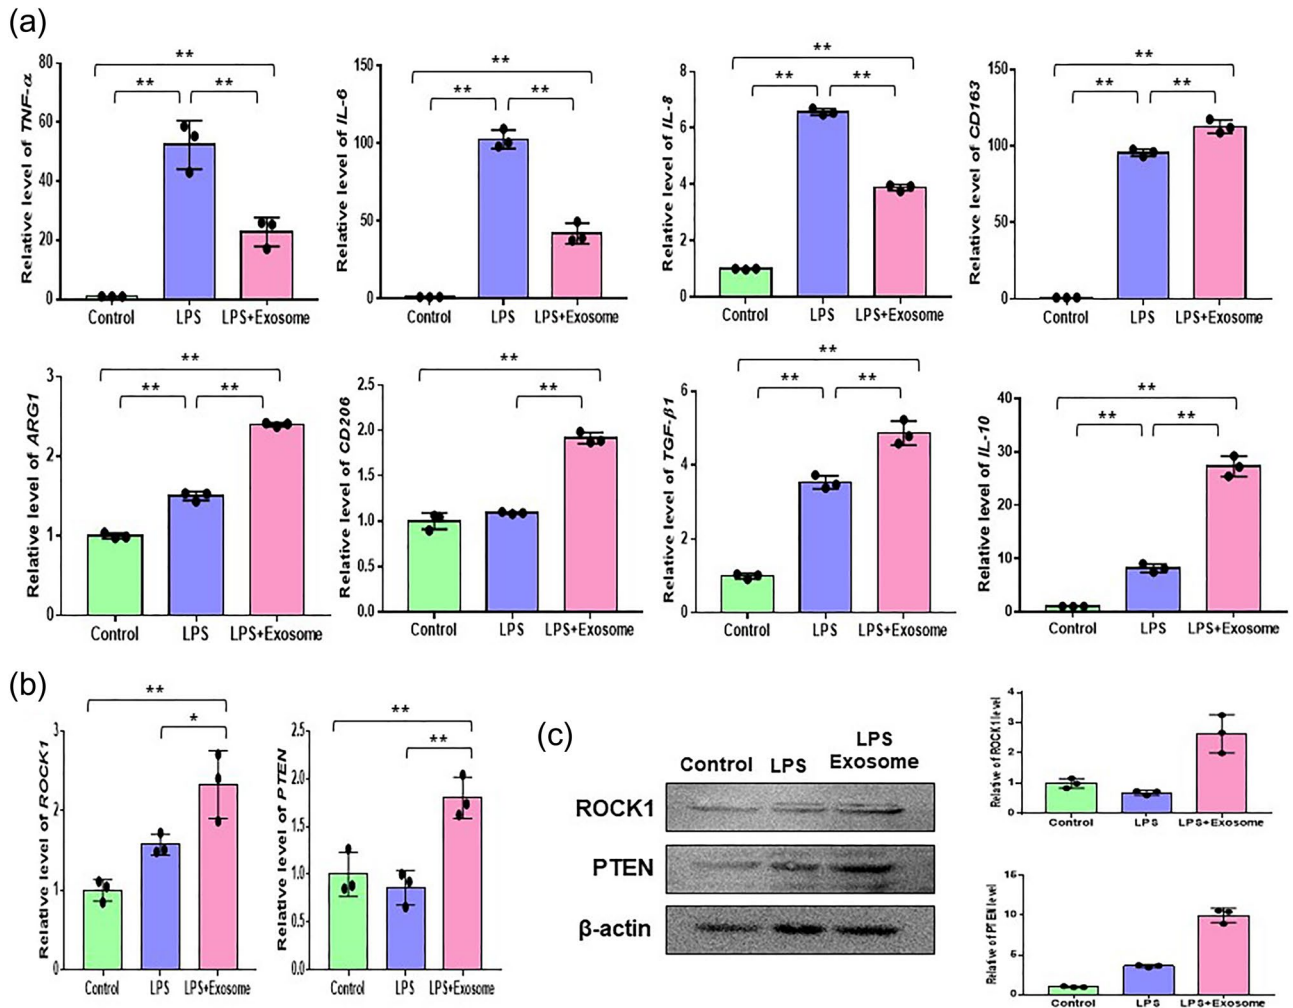 (a)
Relative level of TNF-α
80
60
40
20
0
**
**
**
Control LPS LPS+Exosome
Relative level of IL-6
150
100
50
0
**
**
**
Control LPS LPS+Exosome
Relative level of IL-8
8
6
4
2
0
**
**
**
Control LPS LPS+Exosome
Relative level of CD163
150
100
50
0
**
**
**
Control LPS LPS+Exosome
Relative level of ARG1
3
2
1
0
**
**
**
Control LPS LPS+Exosome
Relative level of CD206
2.5
2.0
1.5
1.0
0.5
0.0
**
**
Control LPS LPS+Exosome
Relative level of TGF-β1
6
4
2
0
**
**
**
Control LPS LPS+Exosome
Relative level of IL-10
40
30
20
10
0
**
**
**
Control LPS LPS+Exosome
(b)
Relative level of ROCK1
3
2
1
0
**
*
Control LPS LPS+Exosome
Relative level of PTEN
2.5
2.0
1.5
1.0
0.5
0.0
**
**
Control LPS LPS+Exosome
(c)
Control LPS LPS
Exosome
ROCK1
PTEN
β-actin
Relative of ROCK1 level
4
3
2
1
0
Control LPS LPS+Exosome
Relative of PTEN level
15
10
5
0
Control LPS LPS+Exosome